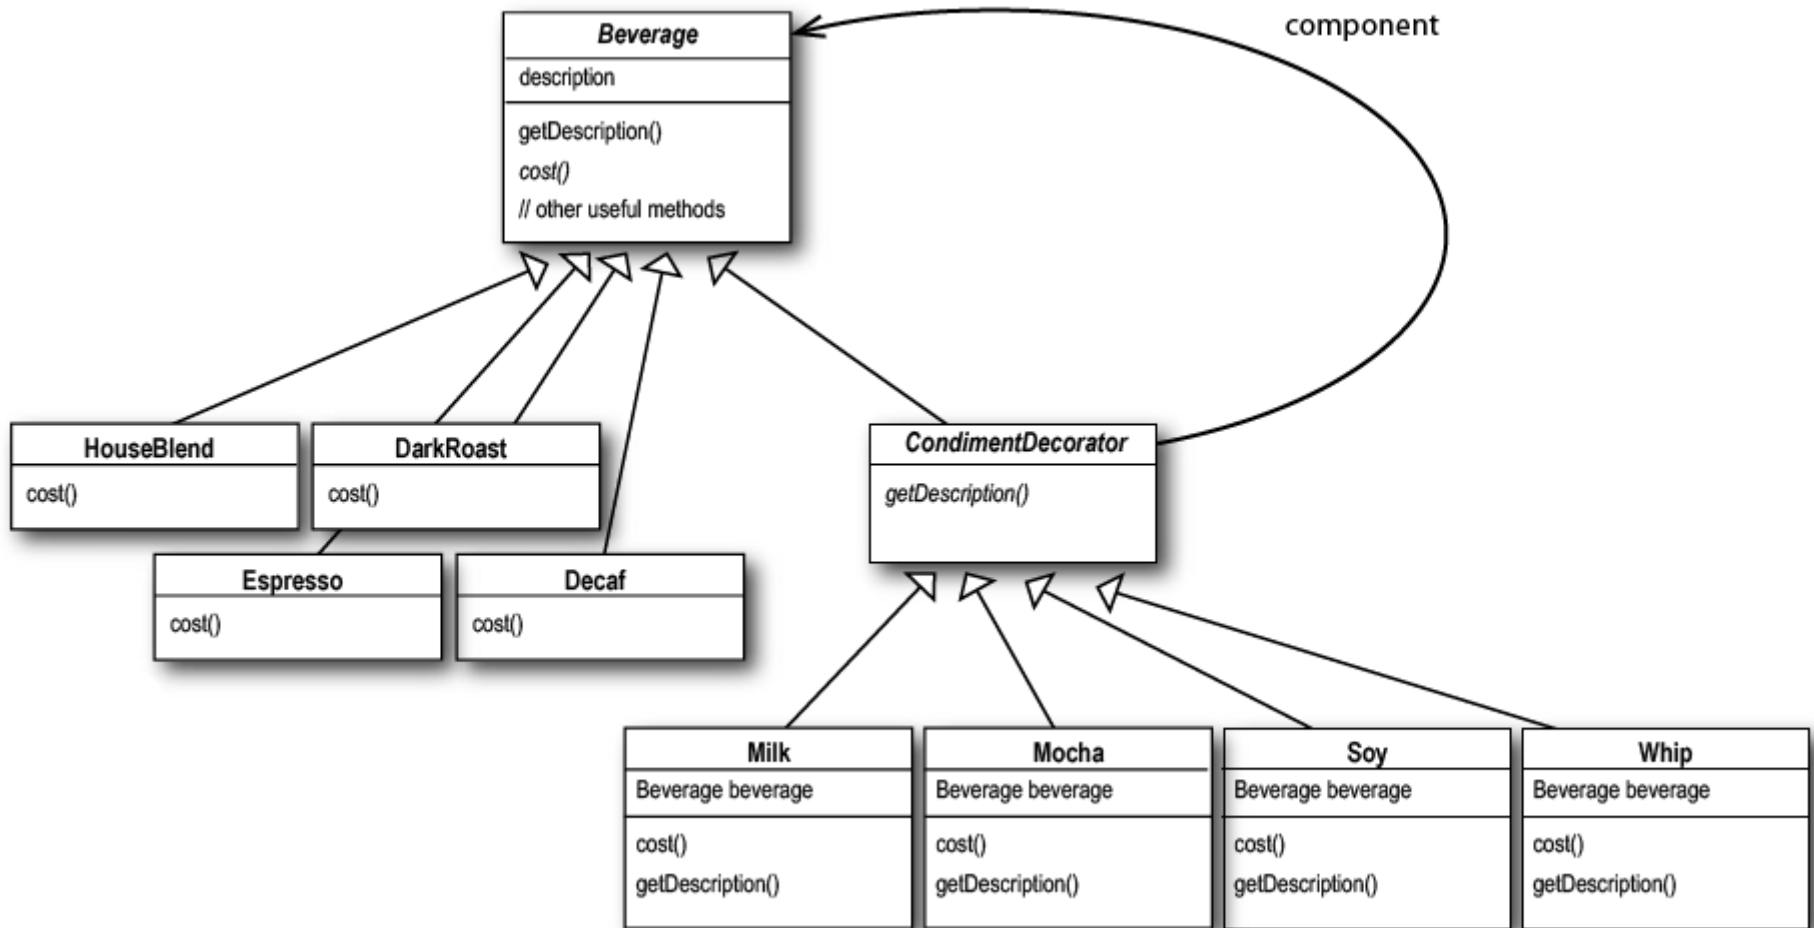 component
Beverage
description
getDescription()
cost()
// other useful methods
HouseBlend
cost()
DarkRoast
cost()
CondimentDecorator
getDescription()
Espresso
cost()
Decaf
cost()
Milk
Beverage beverage
cost()
getDescription()
Mocha
Beverage beverage
cost()
getDescription()
Soy
Beverage beverage
cost()
getDescription()
Whip
Beverage beverage
cost()
getDescription()